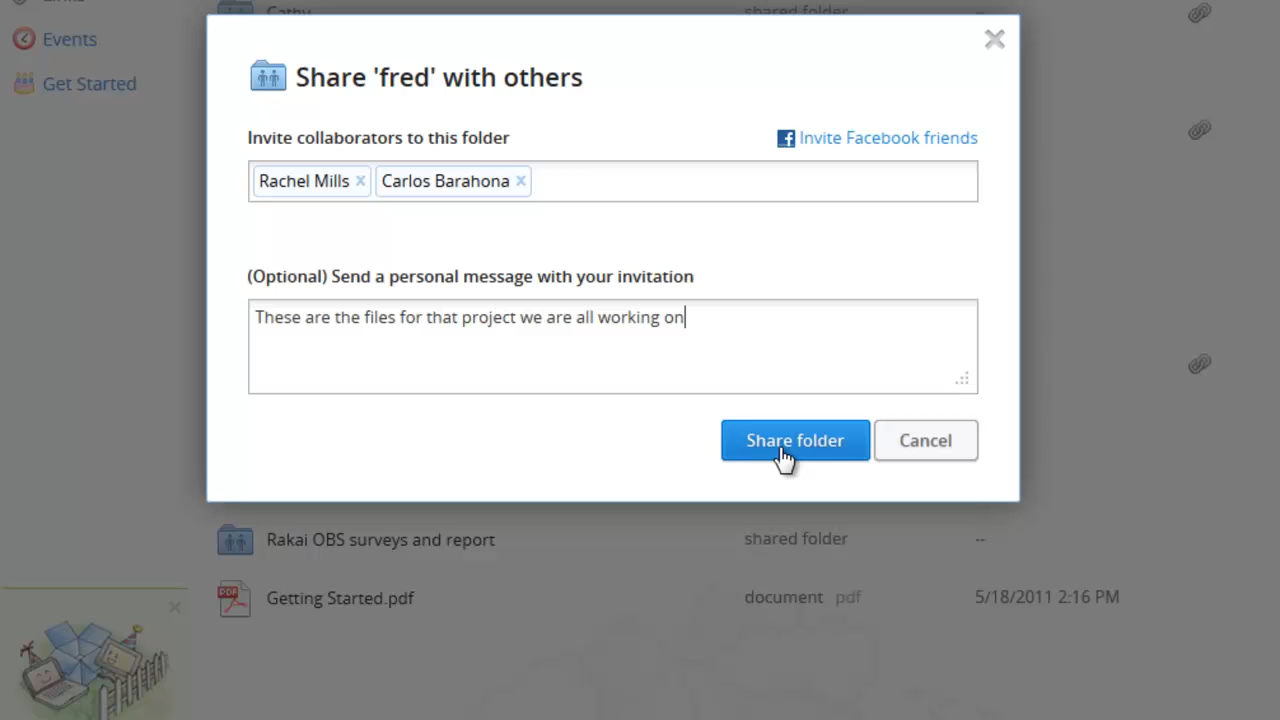 Cathy
shared folder
--
Events
Get Started
Share 'fred' with others
Invite collaborators to this folder
Invite Facebook friends
Rachel Mills x Carlos Barahona x
(Optional) Send a personal message with your invitation
These are the files for that project we are all working on
Share folder
Cancel
Rakai OBS surveys and report
shared folder
--
PDF
Getting Started.pdf
document pdf
5/18/2011 2:16 PM